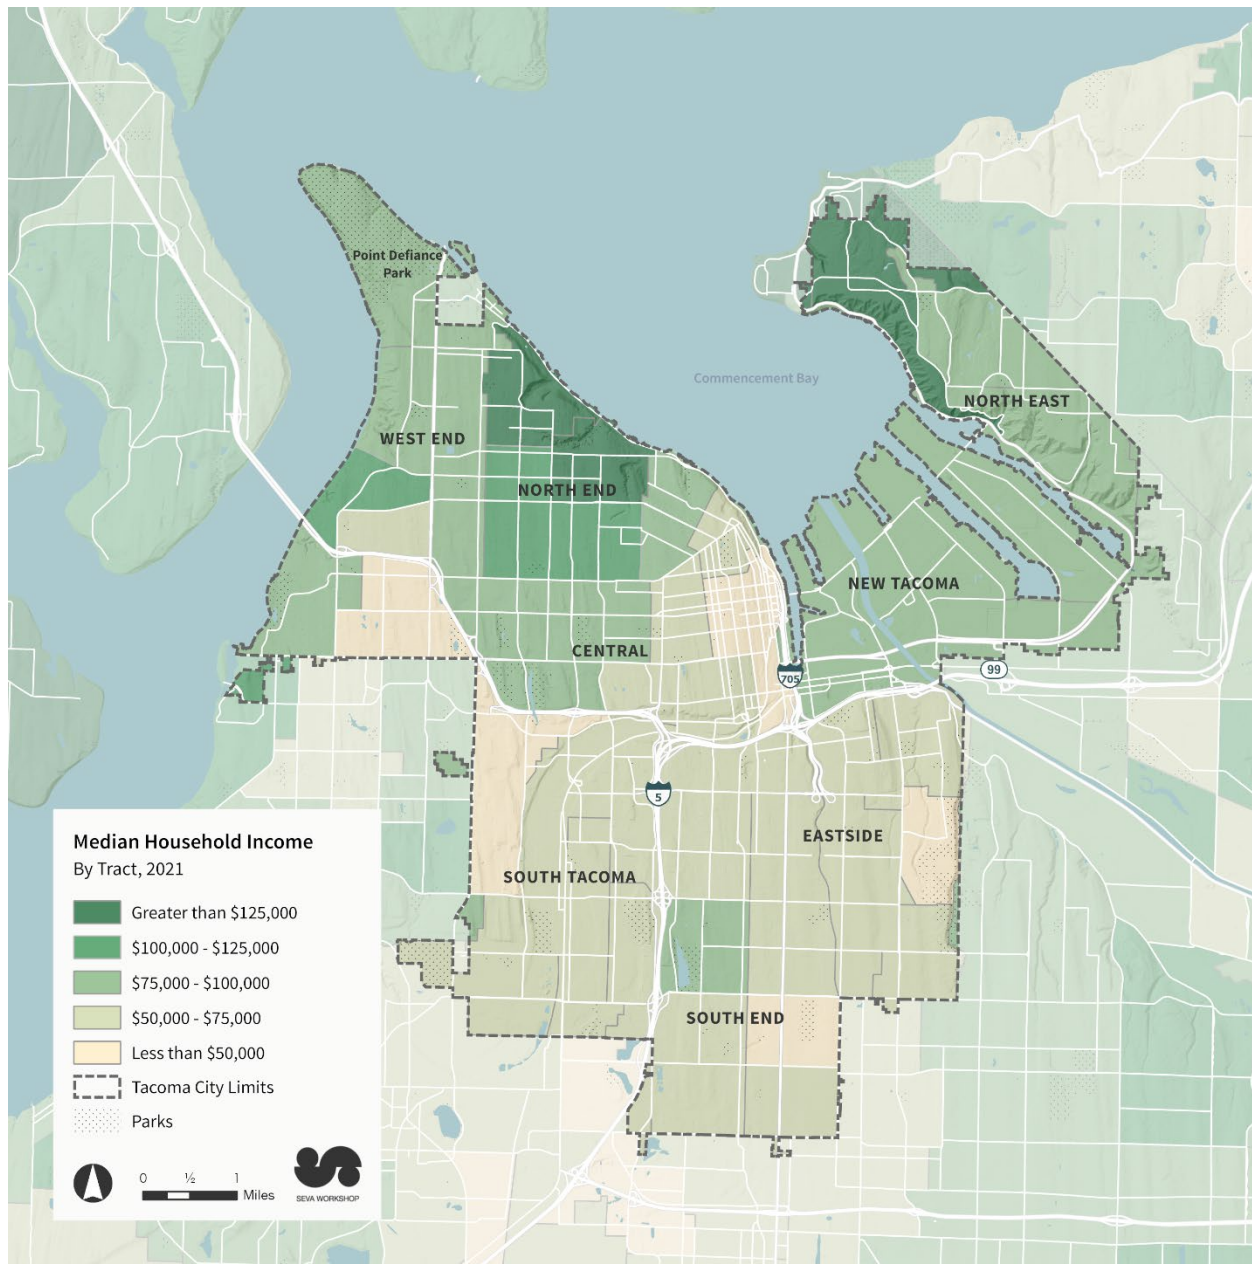 Point Defiance
Park
Commencement Bay
NORTH EAST
WEST END
NORTH END
NEW TACOMA
CENTRAL
99
705
5
EASTSIDE
SOUTH TACOMA
SOUTH END
Median Household Income
By Tract, 2021
Greater than $125,000
$100,000 - $125,000
$75,000 - $100,000
$50,000 - $75,000
Less than $50,000
Tacoma City Limits
Parks
0 ½ 1
Miles
SEVA WORKSHOP